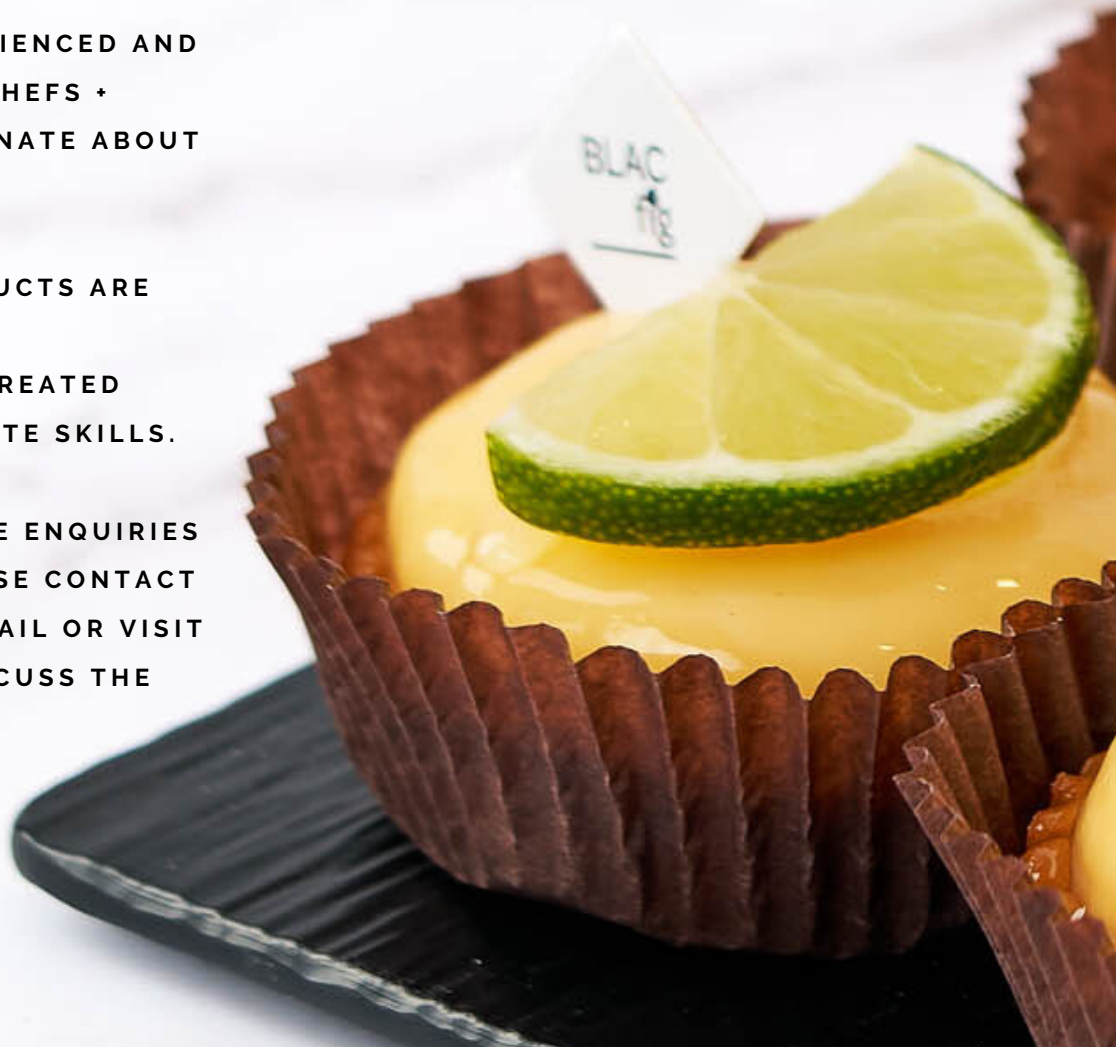 IENCED AND
HEFS +
NATE ABOUT
UCTS ARE
REATED
TE SKILLS.
E ENQUIRIES
SE CONTACT
AIL OR VISIT
CUSS THE
BLAC
fig